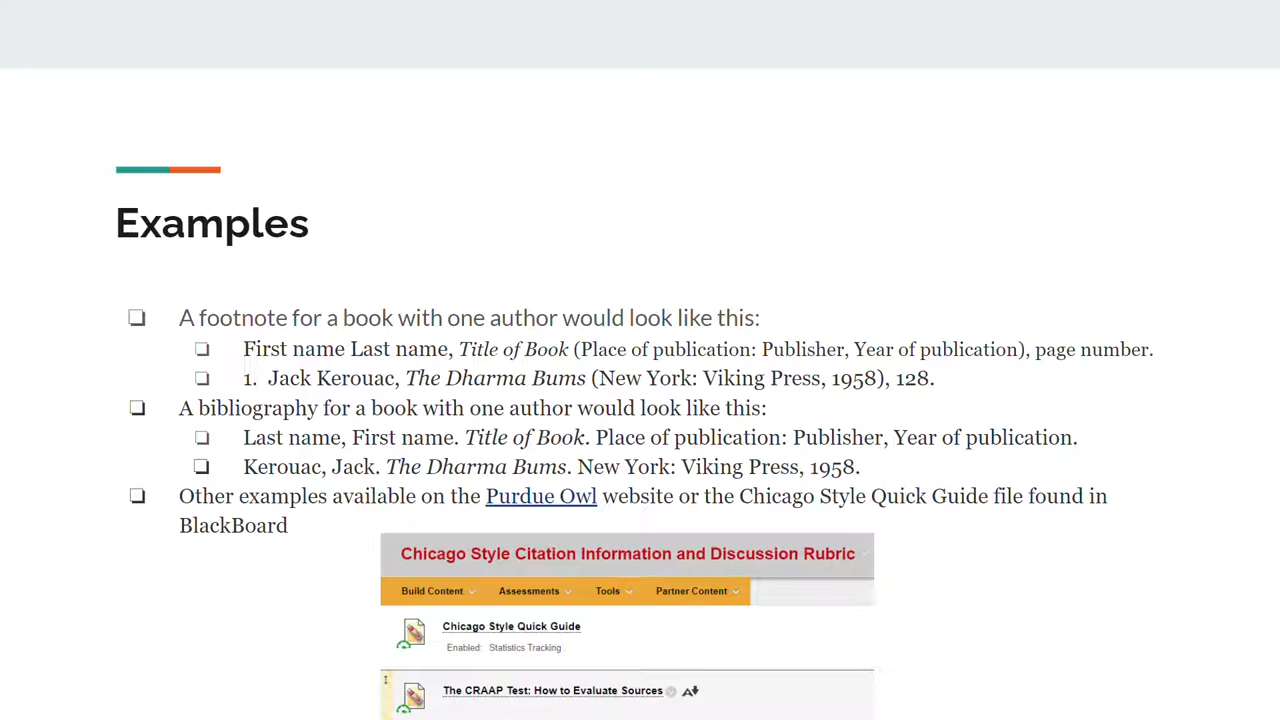 Examples
A footnote for a book with one author would look like this:
First name Last name, Title of Book (Place of publication: Publisher, Year of publication), page number.
1. Jack Kerouac, The Dharma Bums (New York: Viking Press, 1958), 128.
A bibliography for a book with one author would look like this:
Last name, First name. Title of Book. Place of publication: Publisher, Year of publication.
Kerouac, Jack. The Dharma Bums. New York: Viking Press, 1958.
Other examples available on the Purdue Owl website or the Chicago Style Quick Guide file found in
BlackBoard
Chicago Style Citation Information and Discussion Rubric
Build Content Assessments Tools Partner Content
Chicago Style Quick Guide
Enabled: Statistics Tracking
The CRAAP Test: How to Evaluate Sources